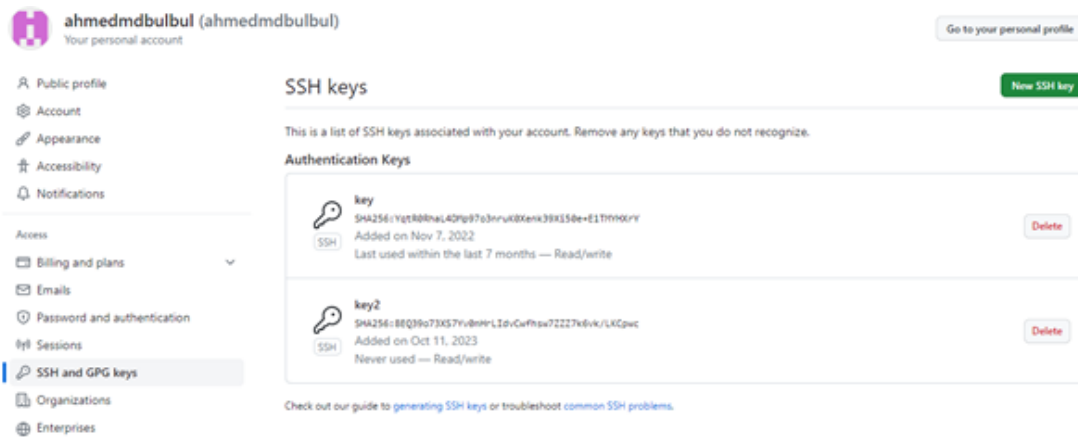 ahmedmdbulbul (ahmedmdbulbul)
Your personal account
Go to your personal profile
Public profile
Account
Appearance
Accessibility
Notifications
Access
Billing and plans
Emails
Password and authentication
Sessions
SSH and GPG keys
Organizations
Enterprises
SSH keys
New SSH key
This is a list of SSH keys associated with your account. Remove any keys that you do not recognize.
Authentication Keys
key
SSH
Added on Nov 7, 2022
Last used within the last 7 months — Read/write
Delete
key2
SSH
Added on Oct 11, 2023
Never used — Read/write
Delete
Check out our guide to generating SSH keys or troubleshoot common SSH problems.